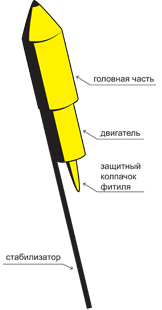 головная часть
двигатель
защитный
колпачок
фитиля
стабилизатор